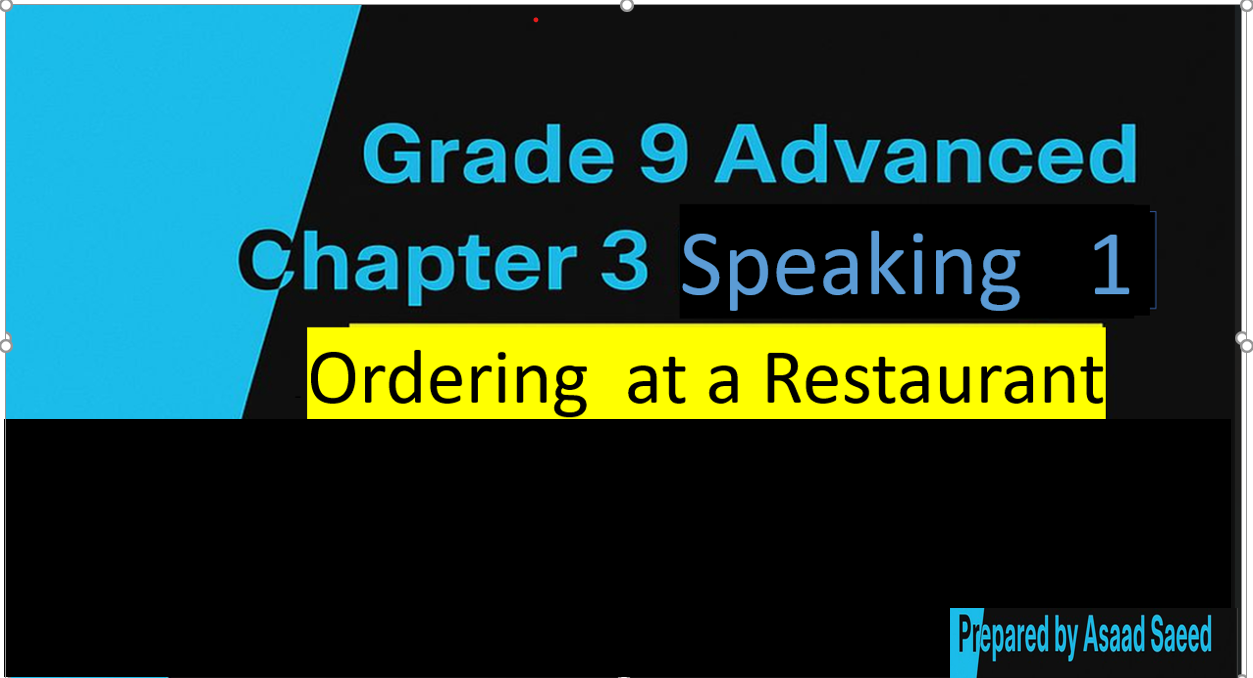 Grade 9 Advanced
Chapter 3 Speaking 1
Ordering at a Restaurant
Prepared by Asaad Saeed